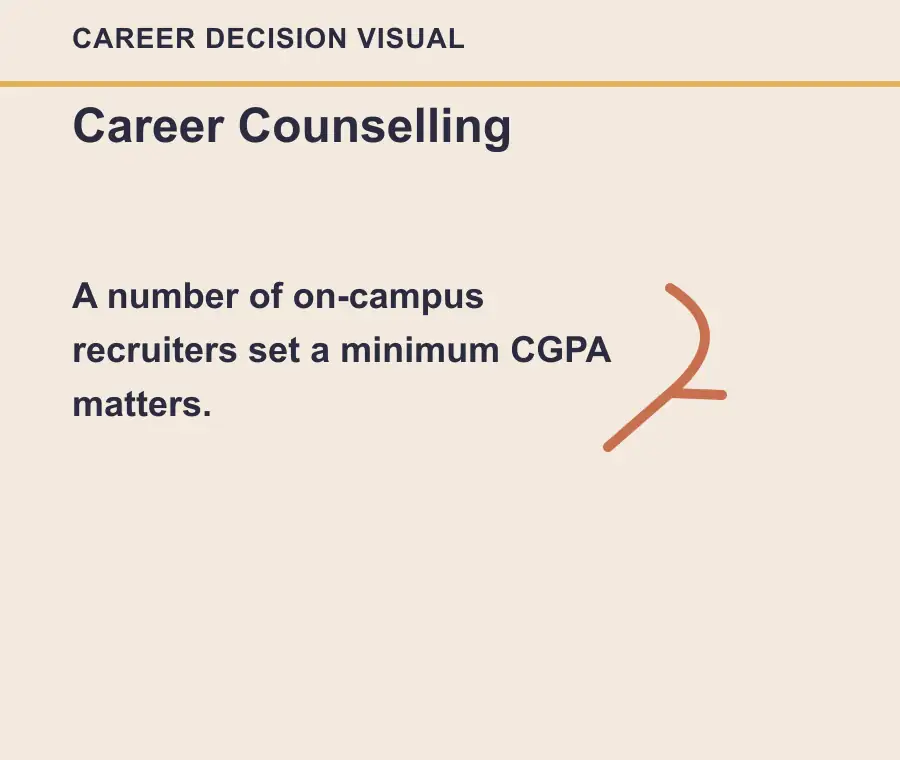 CAREER DECISION VISUAL
Career Counselling
A number of on-campus
recruiters set a minimum CGPA
matters.